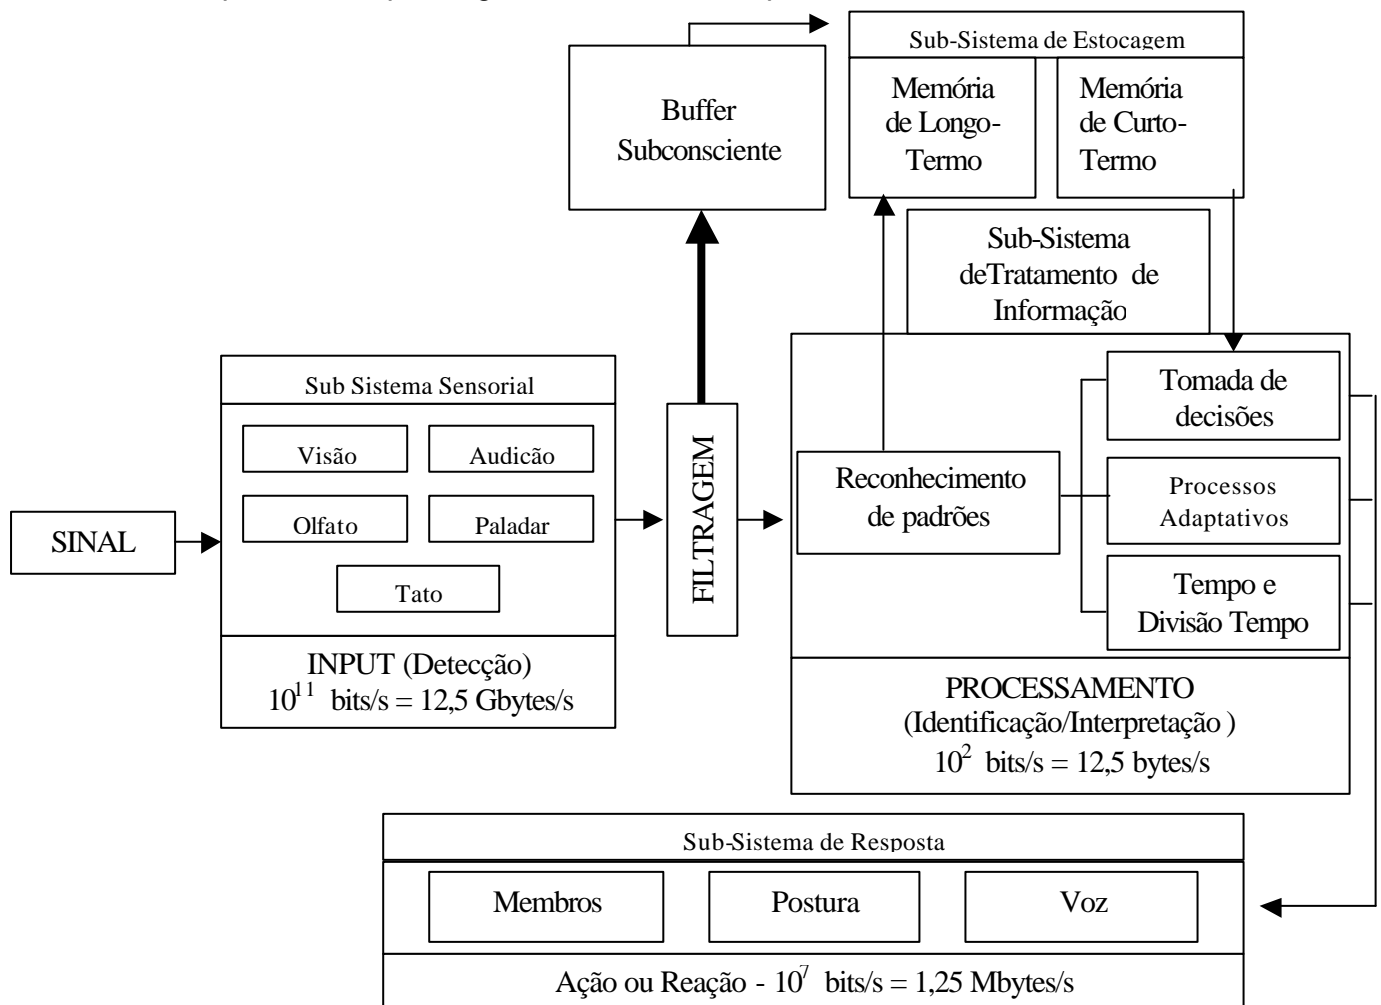 Sub-Sistema de Estocagem
Buffer
Subconsciente
Memória
de Longo-
Termo
Memória
de Curto-
Termo
Sub-Sistema
deTratamento de
Informação
Sub Sistema Sensorial
Visão
Audicão
Olfato
Paladar
Tato
SINAL
INPUT (Detecção)
10¹¹ bits/s = 12,5 Gbytes/s
FILTRAGEM
Reconhecimento
de padrões
Tomada de
decisões
Processos
Adaptativos
Tempo e
Divisão Tempo
PROCESSAMENTO
(Identificação/Interpretação )
10² bits/s = 12,5 bytes/s
Sub-Sistema de Resposta
Membros
Postura
Voz
Ação ou Reação - 10⁷ bits/s = 1,25 Mbytes/s